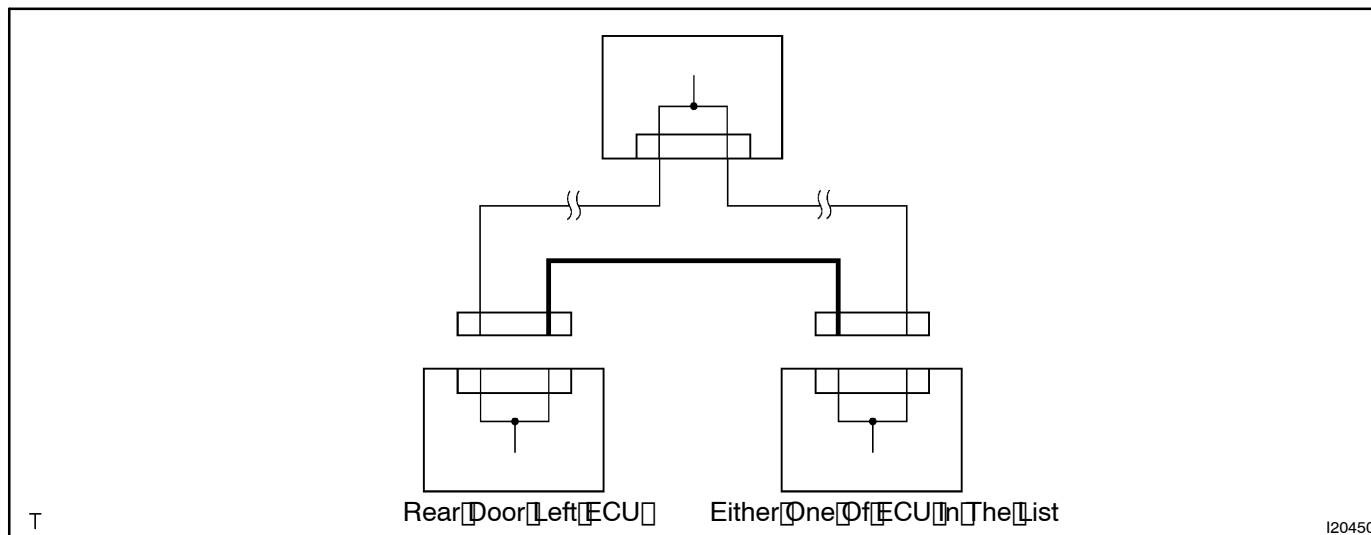 Rear Door Left ECU
Either One Of ECU In The List
T
I20450